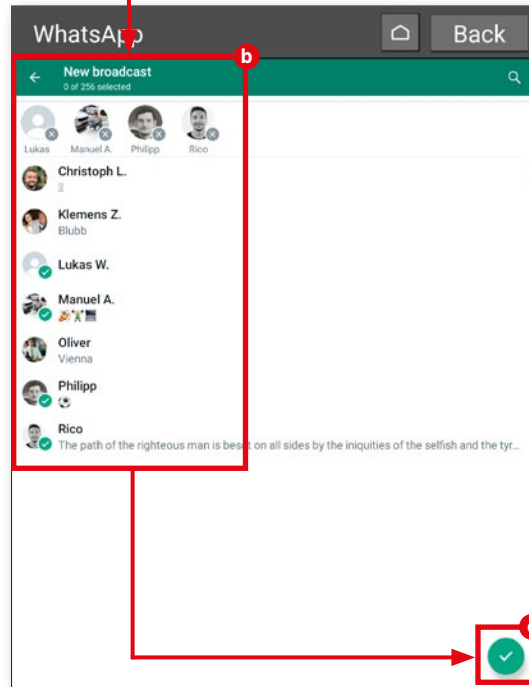 WhatsApp
Back
b
New broadcast
0 of 256 selected
Lukas Manuel A. Philipp Rico
Christoph L.
Klemens Z.
Blubb
Lukas W.
Manuel A.
Oliver
Vienna
Philipp
Rico
The path of the righteous man is beset on all sides by the iniquities of the selfish and the tyr...